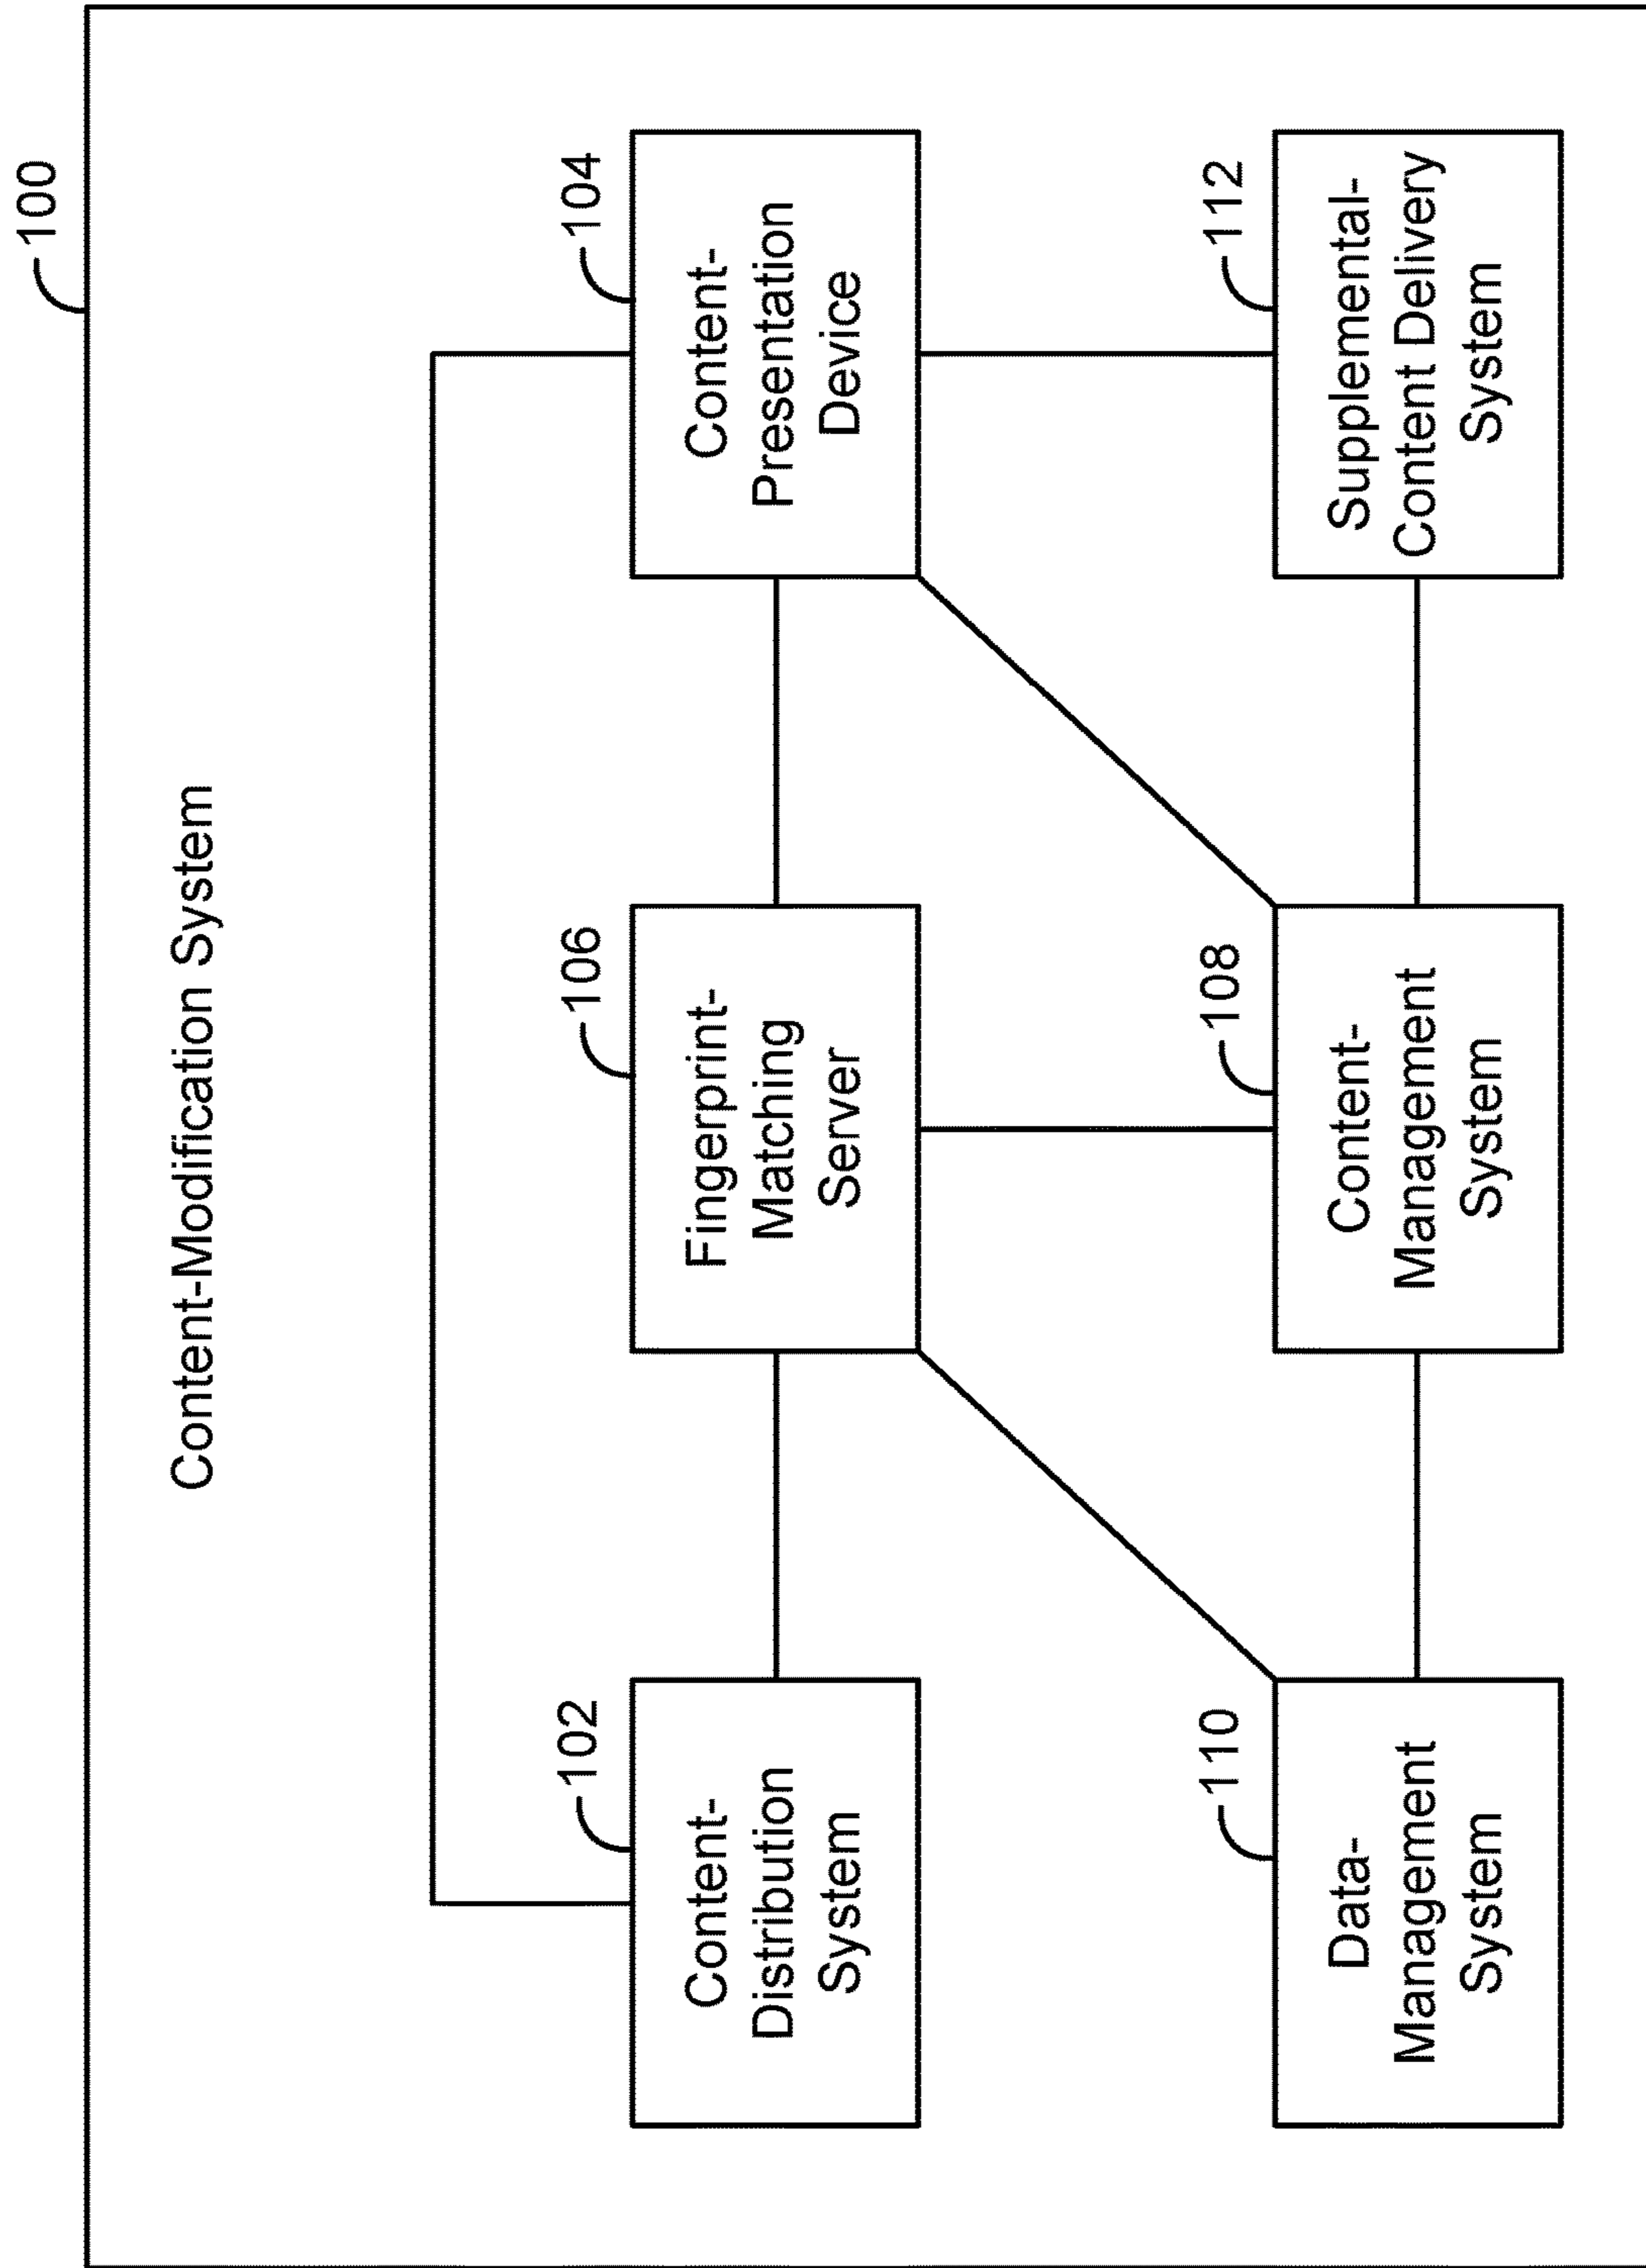 100
Content-Modification System
102
Content-
Distribution
System
106
Fingerprint-
Matching
Server
104
Content-
Presentation
Device
110
Data-
Management
System
108
Content-
Management
System
112
Supplemental-
Content Delivery
System